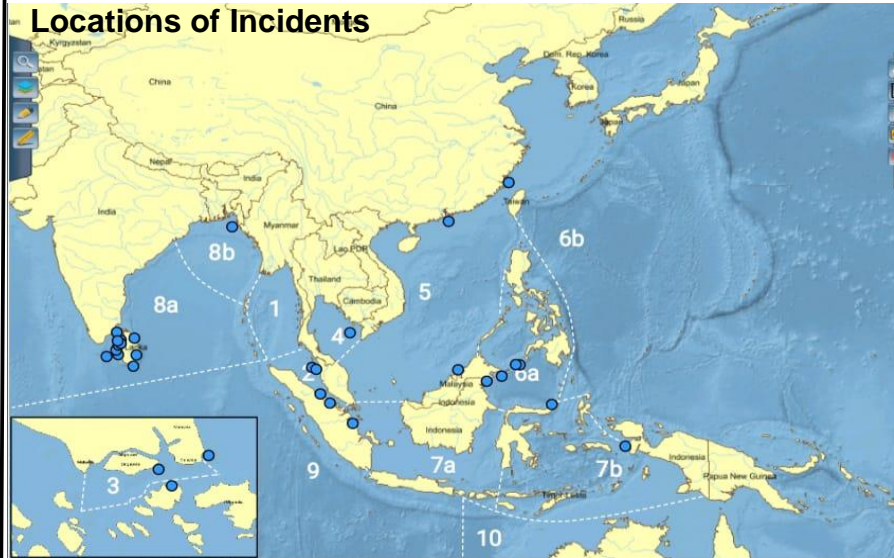 Locations of Incidents
Kyrgyzstan
Russia
Dem. Rep. Korea
China
Korea
Japan
China
Nepal
India
Taiwan
India
Myanmar
8b
6b
Lao PDR
Thailand
8a
1
5
Cambodia
4
2
Malaysia
6a
Indonesia
Indonesia
Indonesia
9
7a
7b
Papua New Guinea
3
Timor-Leste
10